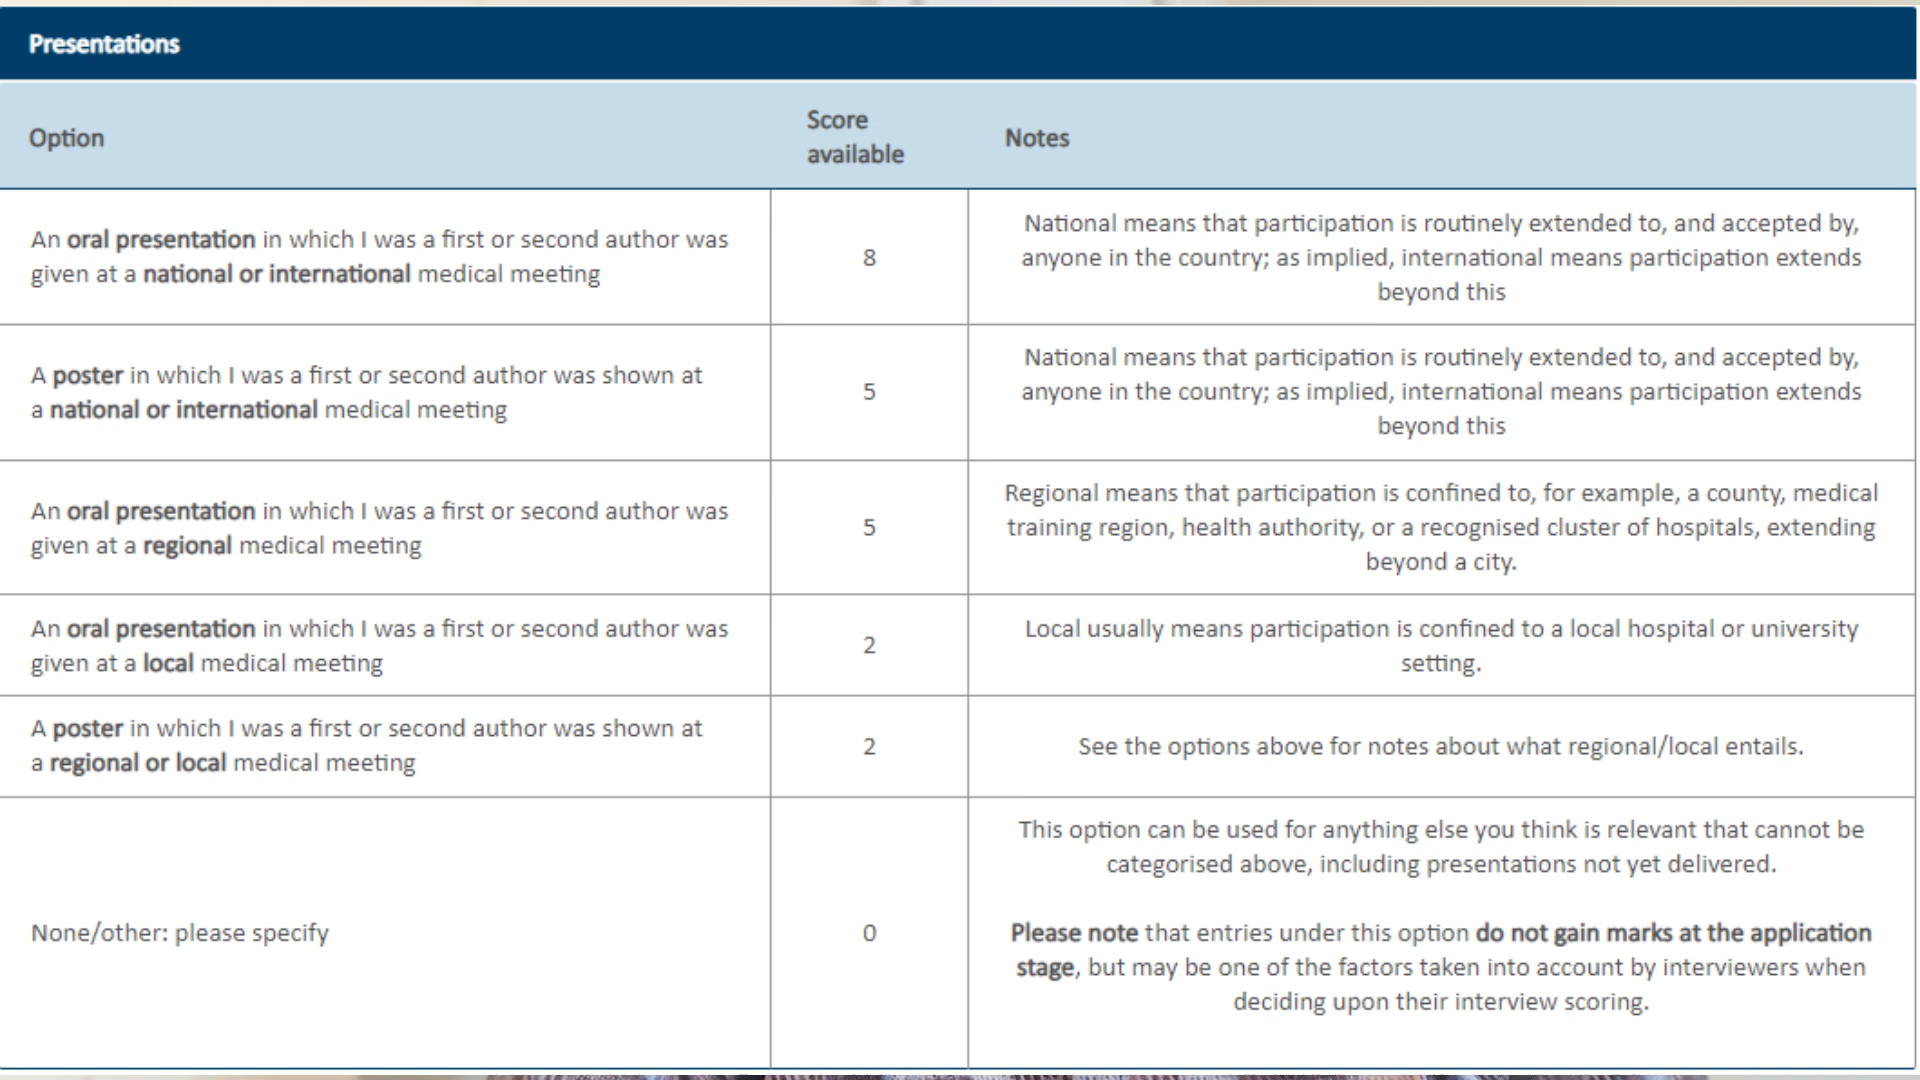 Presentations
Option
Score
available
Notes
An oral presentation in which I was a first or second author was
given at a national or international medical meeting
8
National means that participation is routinely extended to, and accepted by,
anyone in the country; as implied, international means participation extends
beyond this
A poster in which I was a first or second author was shown at
a national or international medical meeting
5
National means that participation is routinely extended to, and accepted by,
anyone in the country; as implied, international means participation extends
beyond this
An oral presentation in which I was a first or second author was
given at a regional medical meeting
5
Regional means that participation is confined to, for example, a county, medical
training region, health authority, or a recognised cluster of hospitals, extending
beyond a city.
An oral presentation in which I was a first or second author was
given at a local medical meeting
2
Local usually means participation is confined to a local hospital or university
setting.
A poster in which I was a first or second author was shown at
a regional or local medical meeting
2
See the options above for notes about what regional/local entails.
None/other: please specify
0
This option can be used for anything else you think is relevant that cannot be
categorised above, including presentations not yet delivered.
Please note that entries under this option do not gain marks at the application
stage, but may be one of the factors taken into account by interviewers when
deciding upon their interview scoring.